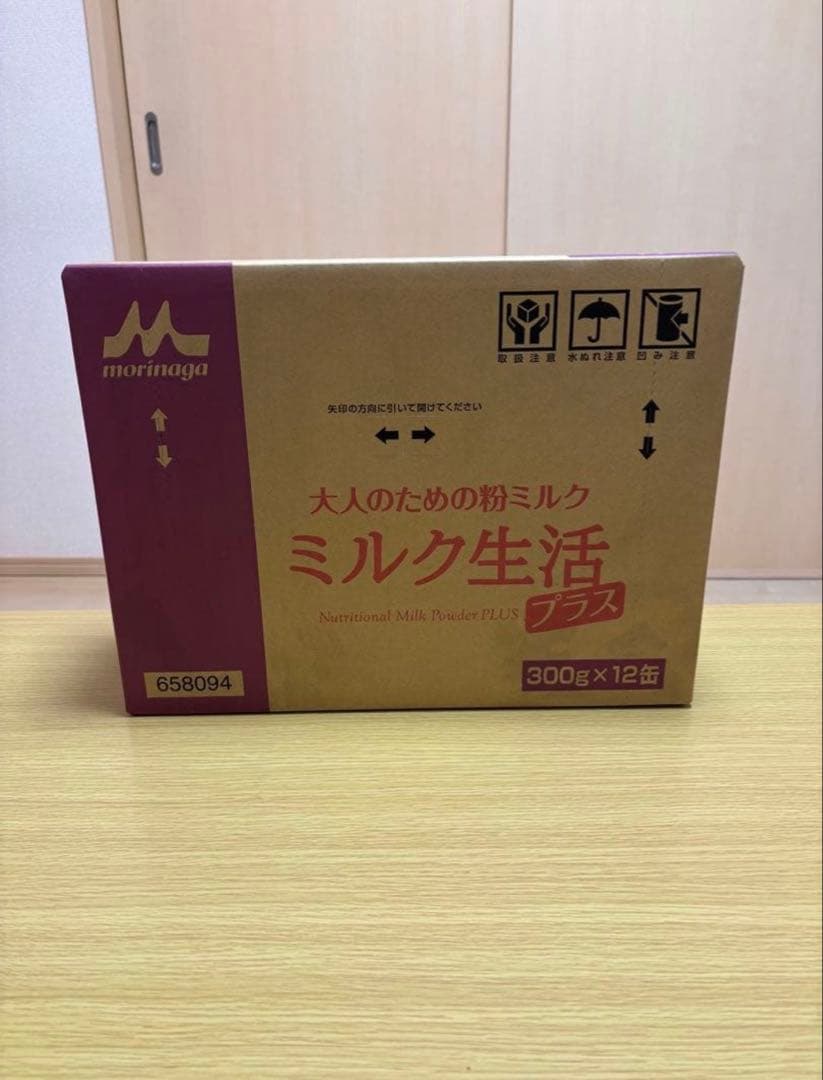 morinaga
取扱注意 水ぬれ注意 凹み注意
矢印の方向に引いて開けてください
大人のための粉ミルク
ミルク生活
プラス
Nutritional Milk Powder PLUS
658094
300g×12缶